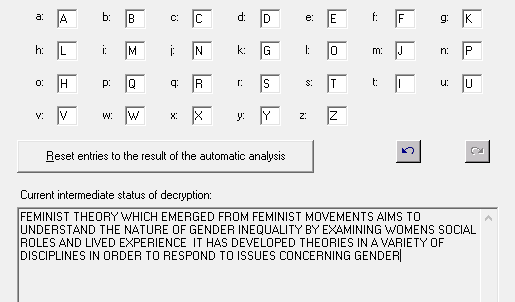 a: A b: B c: C d: D e: E f: F g: K
h: L i: M j: N k: G l: O m: J n: P
o: H p: Q q: R r: S s: T t: I u: U
v: V w: W x: X y: Y z: Z
Reset entries to the result of the automatic analysis
Current intermediate status of decryption:
FEMINIST THEORY WHICH EMERGED FROM FEMINIST MOVEMENTS AIMS TO
UNDERSTAND THE NATURE OF GENDER INEQUALITY BY EXAMINING WOMENS SOCIAL
ROLES AND LIVED EXPERIENCE  IT HAS DEVELOPED THEORIES IN A VARIETY OF
DISCIPLINES IN ORDER TO RESPOND TO ISSUES CONCERNING GENDER